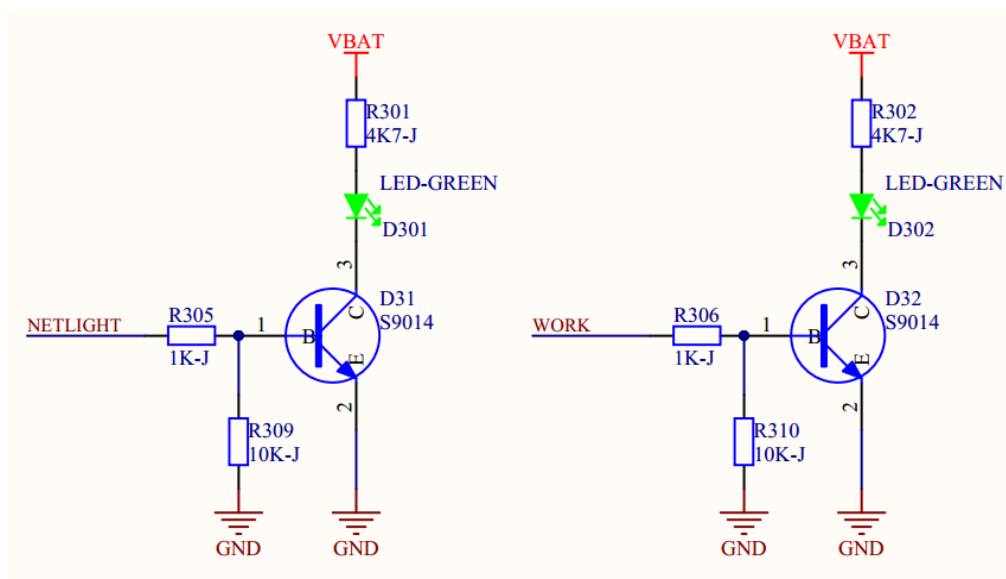 VBAT
R301
4K7-J
LED-GREEN
D301
3
D31
S9014
C
NETLIGHT
R305
1K-J
1
B
E
2
R309
10K-J
GND
GND
VBAT
R302
4K7-J
LED-GREEN
D302
3
D32
S9014
C
WORK
R306
1K-J
1
B
E
2
R310
10K-J
GND
GND